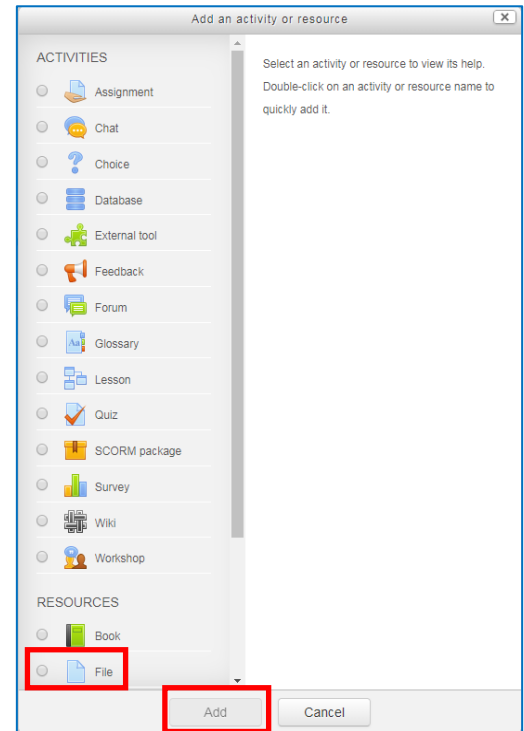 Add an activity or resource
ACTIVITIES
Assignment
Chat
Choice
Database
External tool
Feedback
Forum
Glossary
Lesson
Quiz
SCORM package
Survey
Wiki
Workshop
RESOURCES
Book
File
Select an activity or resource to view its help.
Double-click on an activity or resource name to
quickly add it.
Add
Cancel